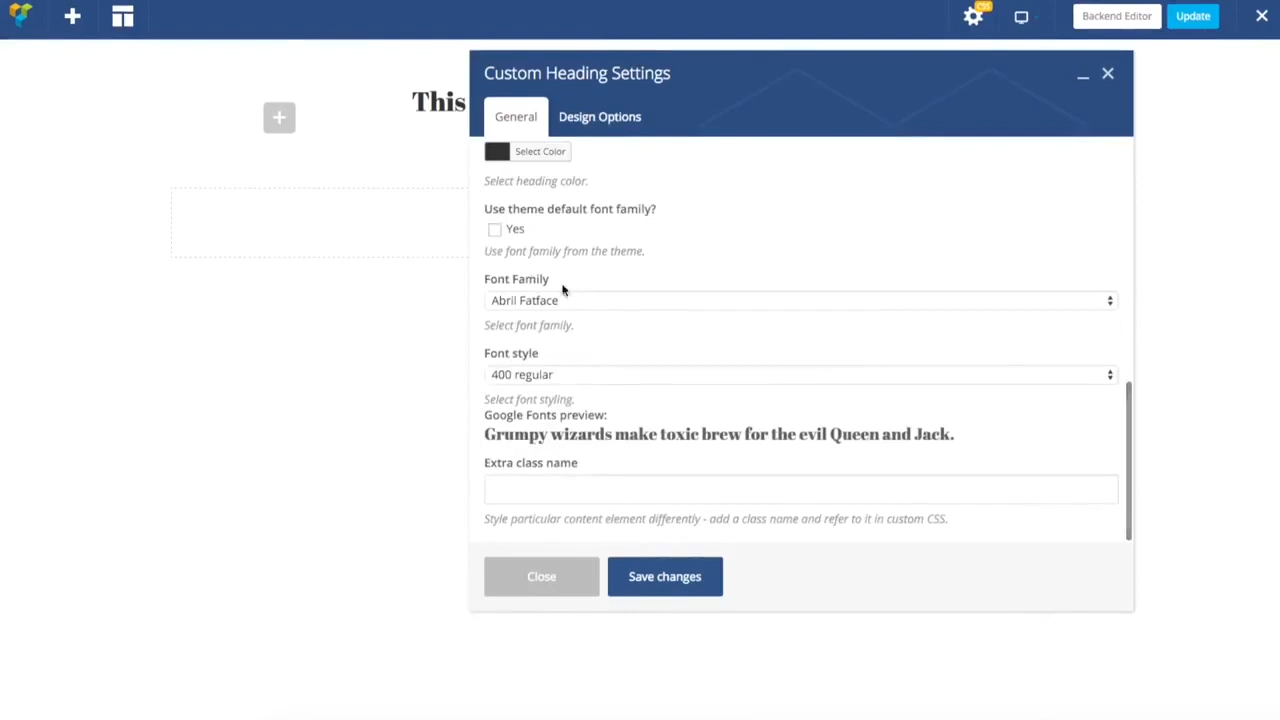 CSS
Backend Editor
Update
Custom Heading Settings
This
General
Design Options
Select Color
Select heading color.
Use theme default font family?
Yes
Use font family from the theme.
Font Family
Abril Fatface
Select font family.
Font style
400 regular
Select font styling.
Google Fonts preview:
Grumpy wizards make toxic brew for the evil Queen and Jack.
Extra class name
Style particular content element differently - add a class name and refer to it in custom CSS.
Close
Save changes